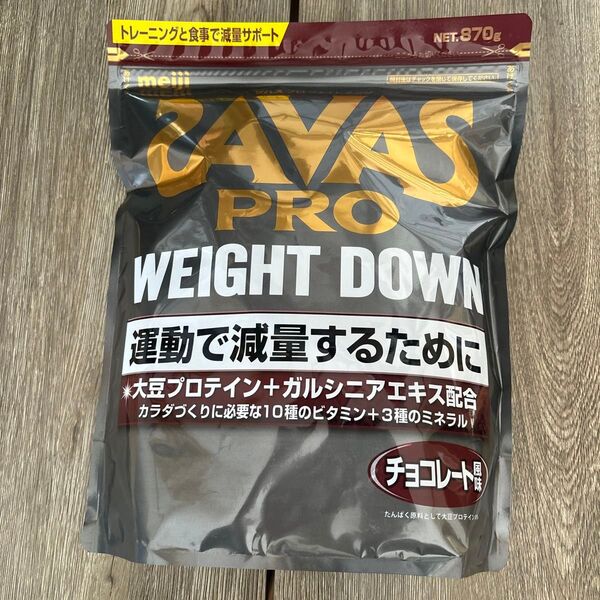 トレーニングと食事で減量サポート
NET.870g
meiji
SAVAS
PRO
WEIGHT DOWN
運動で減量するために
大豆プロテイン+ガルシニアエキス配合
カラダづくりに必要な10種のビタミン+3種のミネラル
チョコレート風味
たんぱく原料として大豆プロテイン